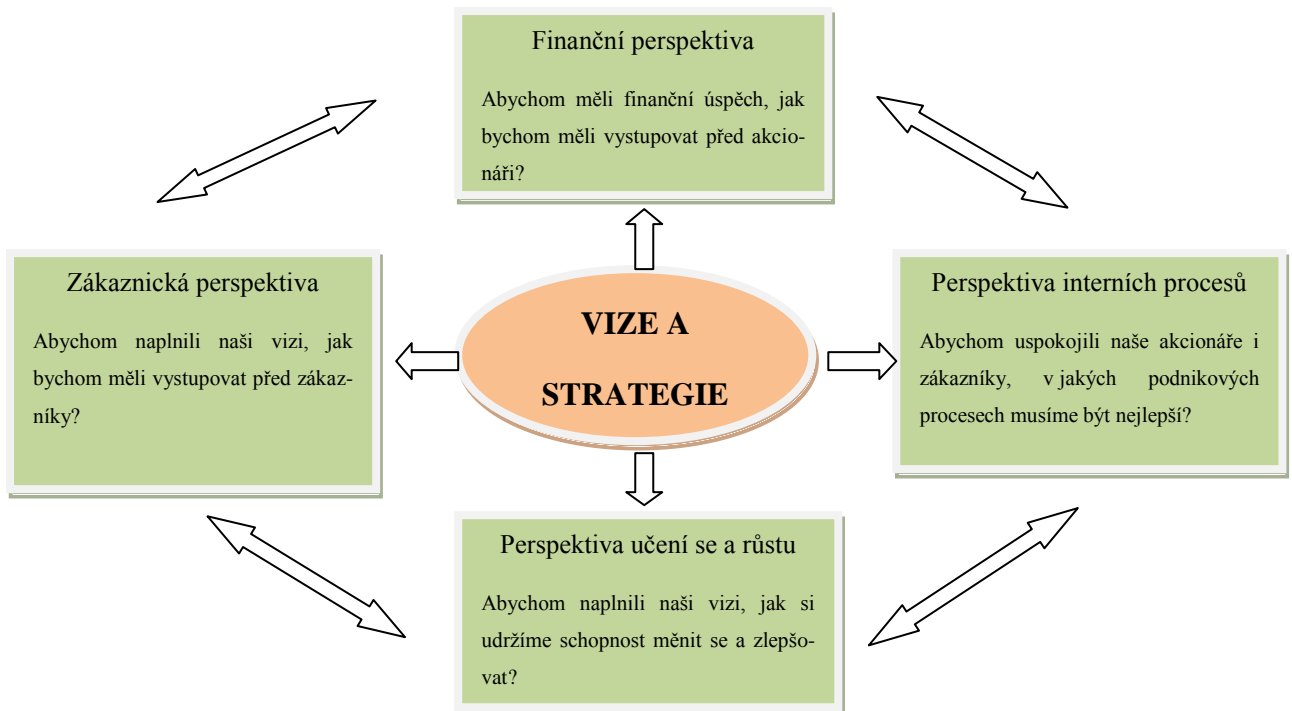 Finanční perspektiva
Abychom měli finanční úspěch, jak
bychom měli vystupovat před akcio-
náři?
Zákaznická perspektiva
Abychom naplnili naši vizi, jak
bychom měli vystupovat před zákaz-
níky?
VIZE A
STRATEGIE
Perspektiva interních procesů
Abychom uspokojili naše akcionáře i
zákazníky, v jakých podnikových
procesech musíme být nejlepší?
Perspektiva učení se a růstu
Abychom naplnili naši vizi, jak si
udržíme schopnost měnit se a zlepšo-
vat?